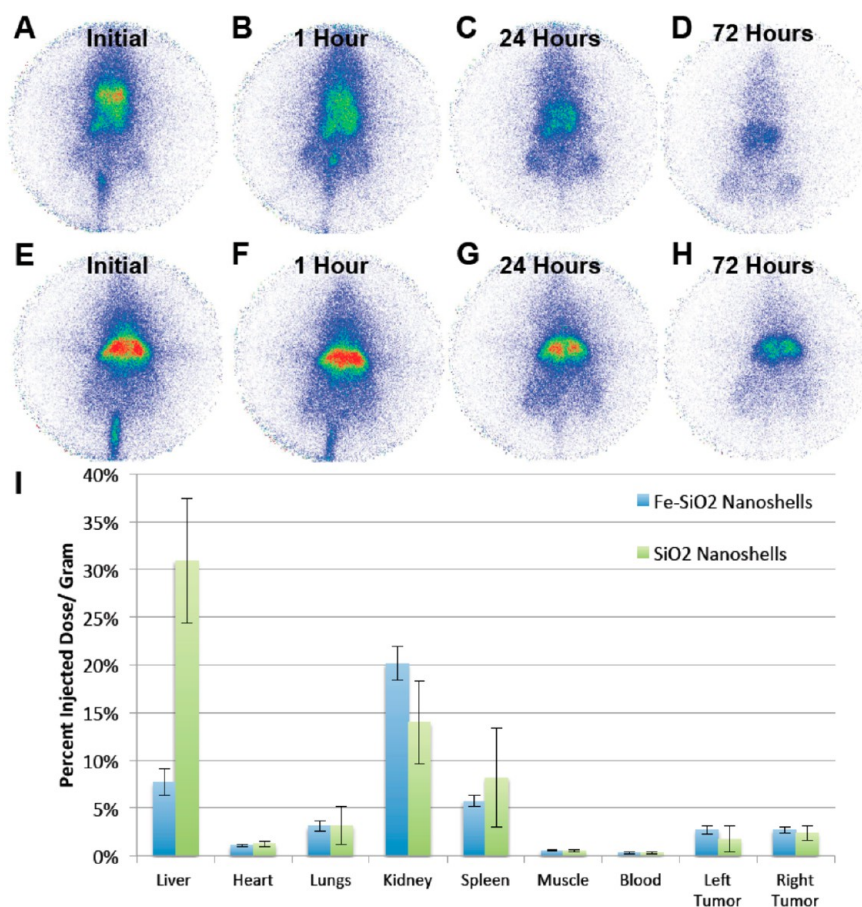 A Initial
B 1 Hour
C 24 Hours
D 72 Hours
E Initial
F 1 Hour
G 24 Hours
H 72 Hours
I
Percent Injected Dose/ Gram
40%
35%
30%
25%
20%
15%
10%
5%
0%
Fe-SiO2 Nanoshells
SiO2 Nanoshells
Liver Heart Lungs Kidney Spleen Muscle Blood Left Tumor Right Tumor